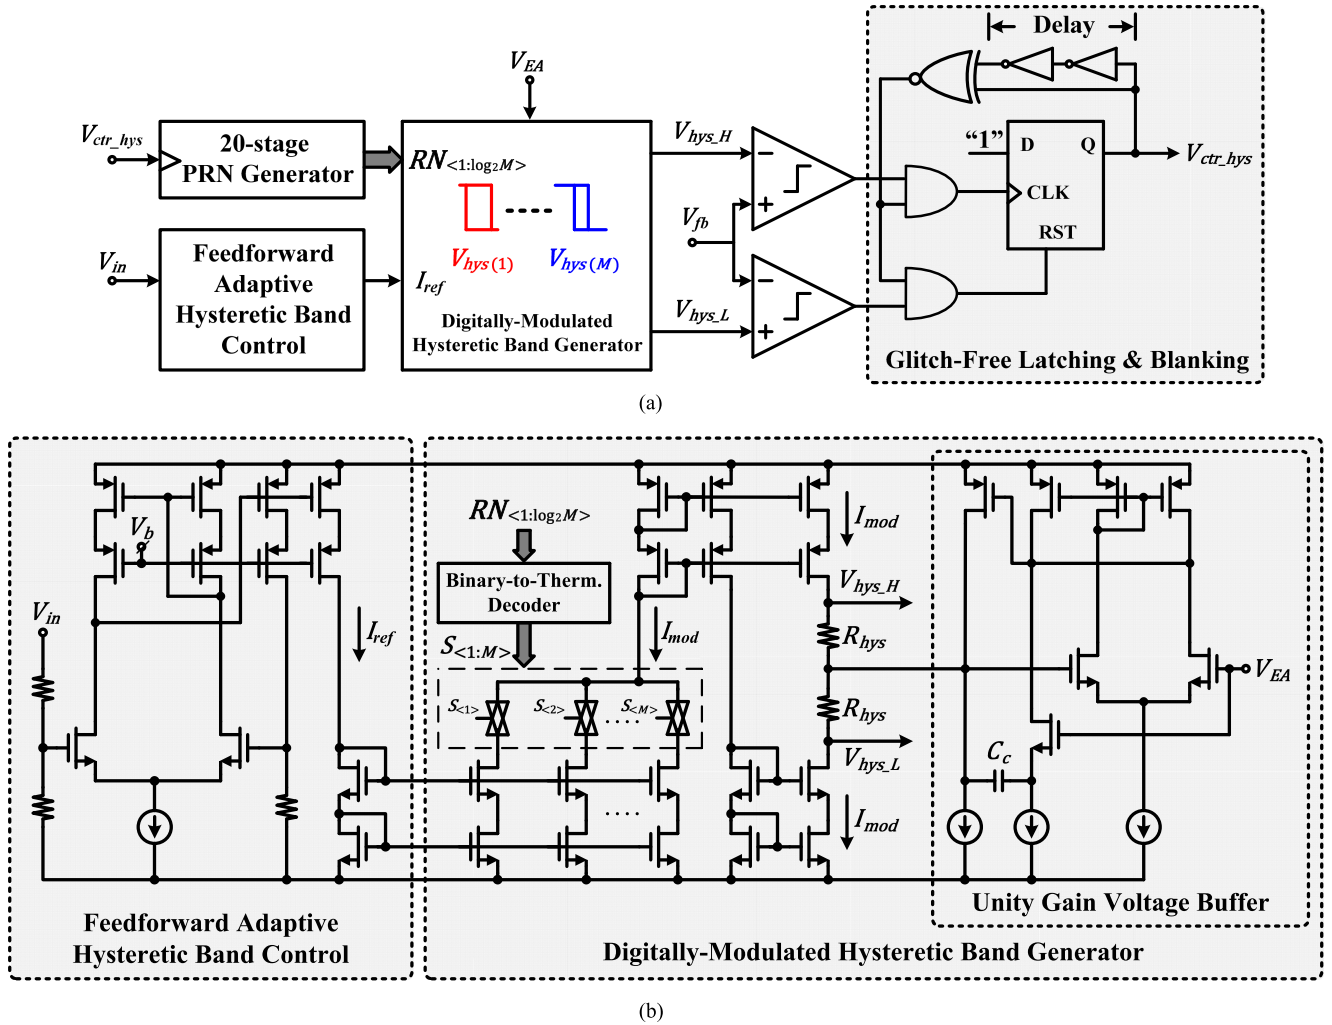 Delay
V_EA
V_ctr_hys
20-stage
PRN Generator
RN<1:log₂M>
V_hys_H
"1"
D
Q
V_ctr_hys
CLK
RST
V_fb
V_in
Feedforward
Adaptive
Hysteretic Band
Control
V_hys(1)
V_hys(M)
I_ref
Digitally-Modulated
Hysteretic Band Generator
V_hys_L
Glitch-Free Latching & Blanking
(a)
RN<1:log₂M>
V_b
I_mod
Binary-to-Therm.
Decoder
V_hys_H
V_in
I_ref
S<1:M>
I_mod
R_hys
V_EA
S<1>
S<2>
....
S<M>
R_hys
V_hys_L
C_c
....
I_mod
Unity Gain Voltage Buffer
Feedforward Adaptive
Hysteretic Band Control
Digitally-Modulated Hysteretic Band Generator
(b)